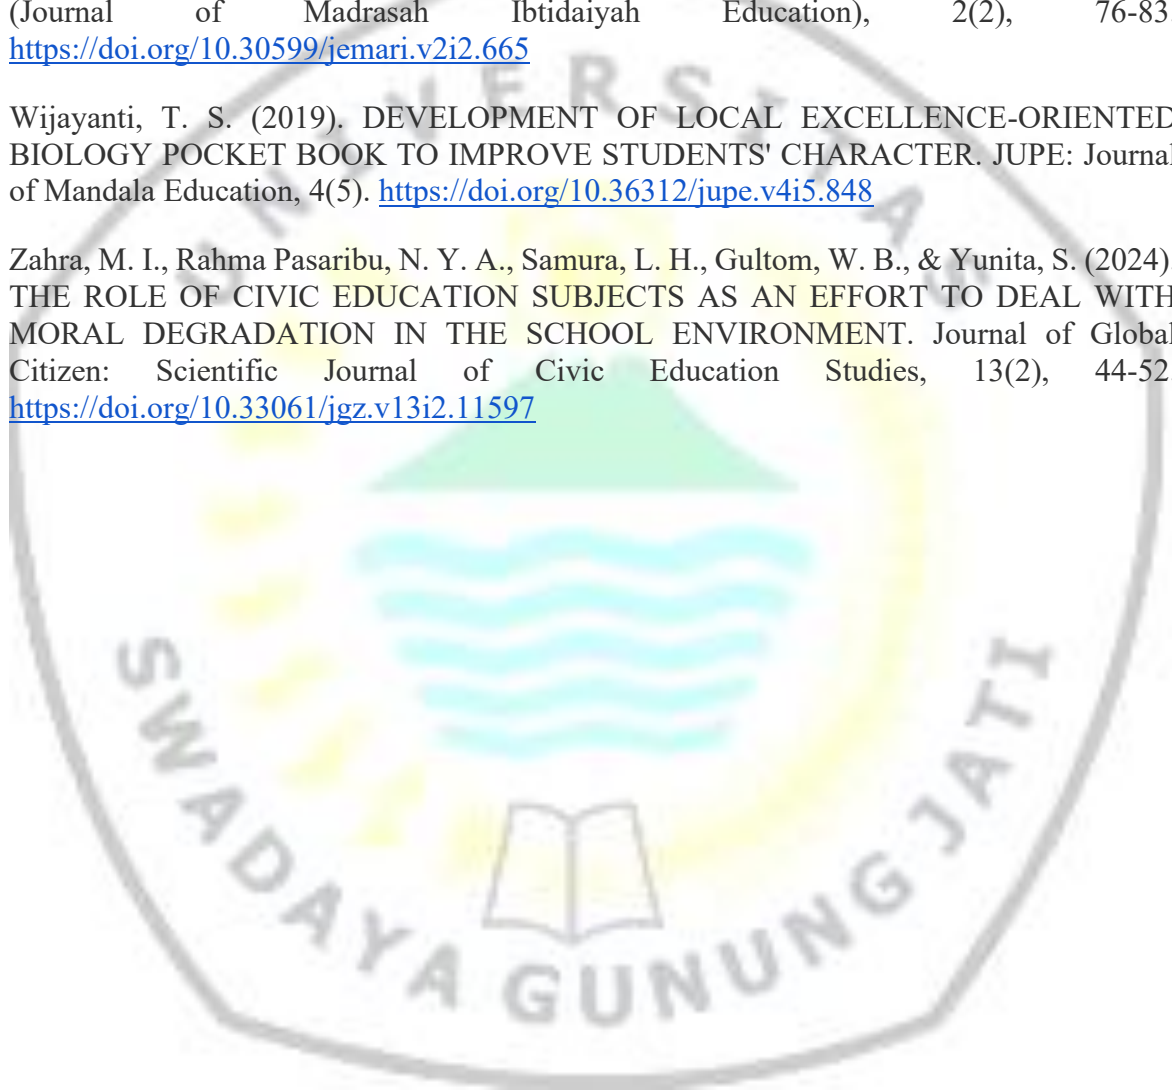 (Journal of Madrasah Ibtidaiyah Education), 2(2), 76-83
https://doi.org/10.30599/jemari.v2i2.665
Wijayanti, T. S. (2019). DEVELOPMENT OF LOCAL EXCELLENCE-ORIENTED
BIOLOGY POCKET BOOK TO IMPROVE STUDENTS' CHARACTER. JUPE: Journal
of Mandala Education, 4(5). https://doi.org/10.36312/jupe.v4i5.848
Zahra, M. I., Rahma Pasaribu, N. Y. A., Samura, L. H., Gultom, W. B., & Yunita, S. (2024)
THE ROLE OF CIVIC EDUCATION SUBJECTS AS AN EFFORT TO DEAL WITH
MORAL DEGRADATION IN THE SCHOOL ENVIRONMENT. Journal of Global
Citizen: Scientific Journal of Civic Education Studies, 13(2), 44-52
https://doi.org/10.33061/jgz.v13i2.11597
UNIVERSITAS
SWADAYA GUNUNG JATI